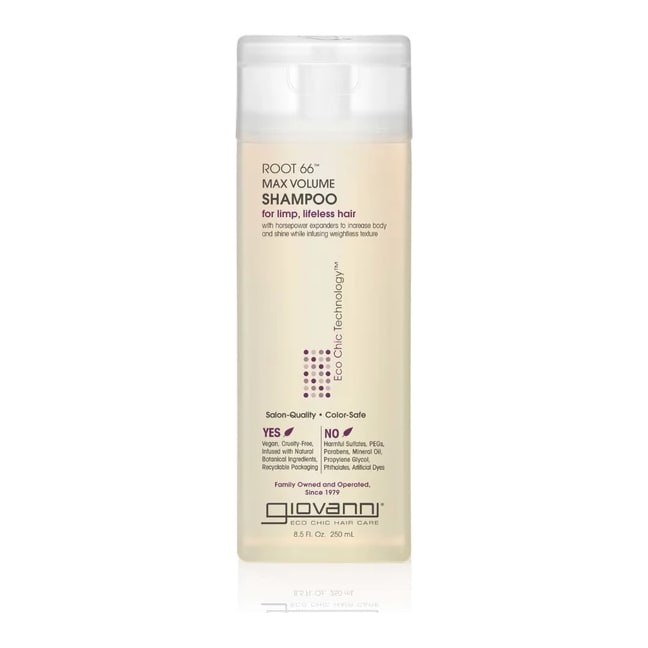 ROOT 66™
MAX VOLUME
SHAMPOO
for limp, lifeless hair
with horsepower expanders to increase body
and shine while infusing weightless texture
Eco Chic Technology™
Salon-Quality • Color-Safe
YES
Vegan, Cruelty-Free,
Infused with Natural
Botanical Ingredients,
Recyclable Packaging
NO
Harmful Sulfates, PEGs,
Parabens, Mineral Oil,
Propylene Glycol,
Phthalates, Artificial Dyes
Family Owned and Operated,
Since 1979
giovanni®
ECO CHIC HAIR CARE
8.5 Fl. Oz. 250 mL